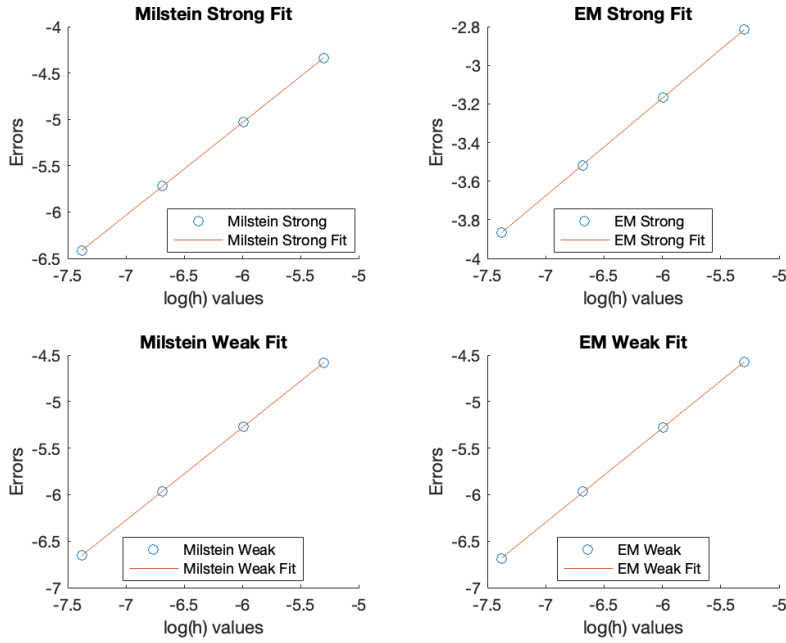 Milstein Strong Fit
-4
-4.5
-5
-5.5
-6
-6.5
Errors
Milstein Strong
Milstein Strong Fit
-7.5 -7 -6.5 -6 -5.5 -5
log(h) values
EM Strong Fit
-2.8
-3
-3.2
-3.4
-3.6
-3.8
-4
Errors
EM Strong
EM Strong Fit
-7.5 -7 -6.5 -6 -5.5 -5
log(h) values
Milstein Weak Fit
-4.5
-5
-5.5
-6
-6.5
-7
Errors
Milstein Weak
Milstein Weak Fit
-7.5 -7 -6.5 -6 -5.5 -5
log(h) values
EM Weak Fit
-4.5
-5
-5.5
-6
-6.5
-7
Errors
EM Weak
EM Weak Fit
-7.5 -7 -6.5 -6 -5.5 -5
log(h) values